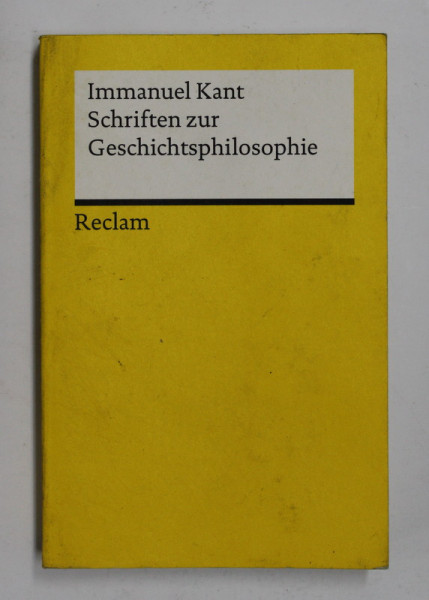 Immanuel Kant
Schriften zur
Geschichtsphilosophie
Reclam